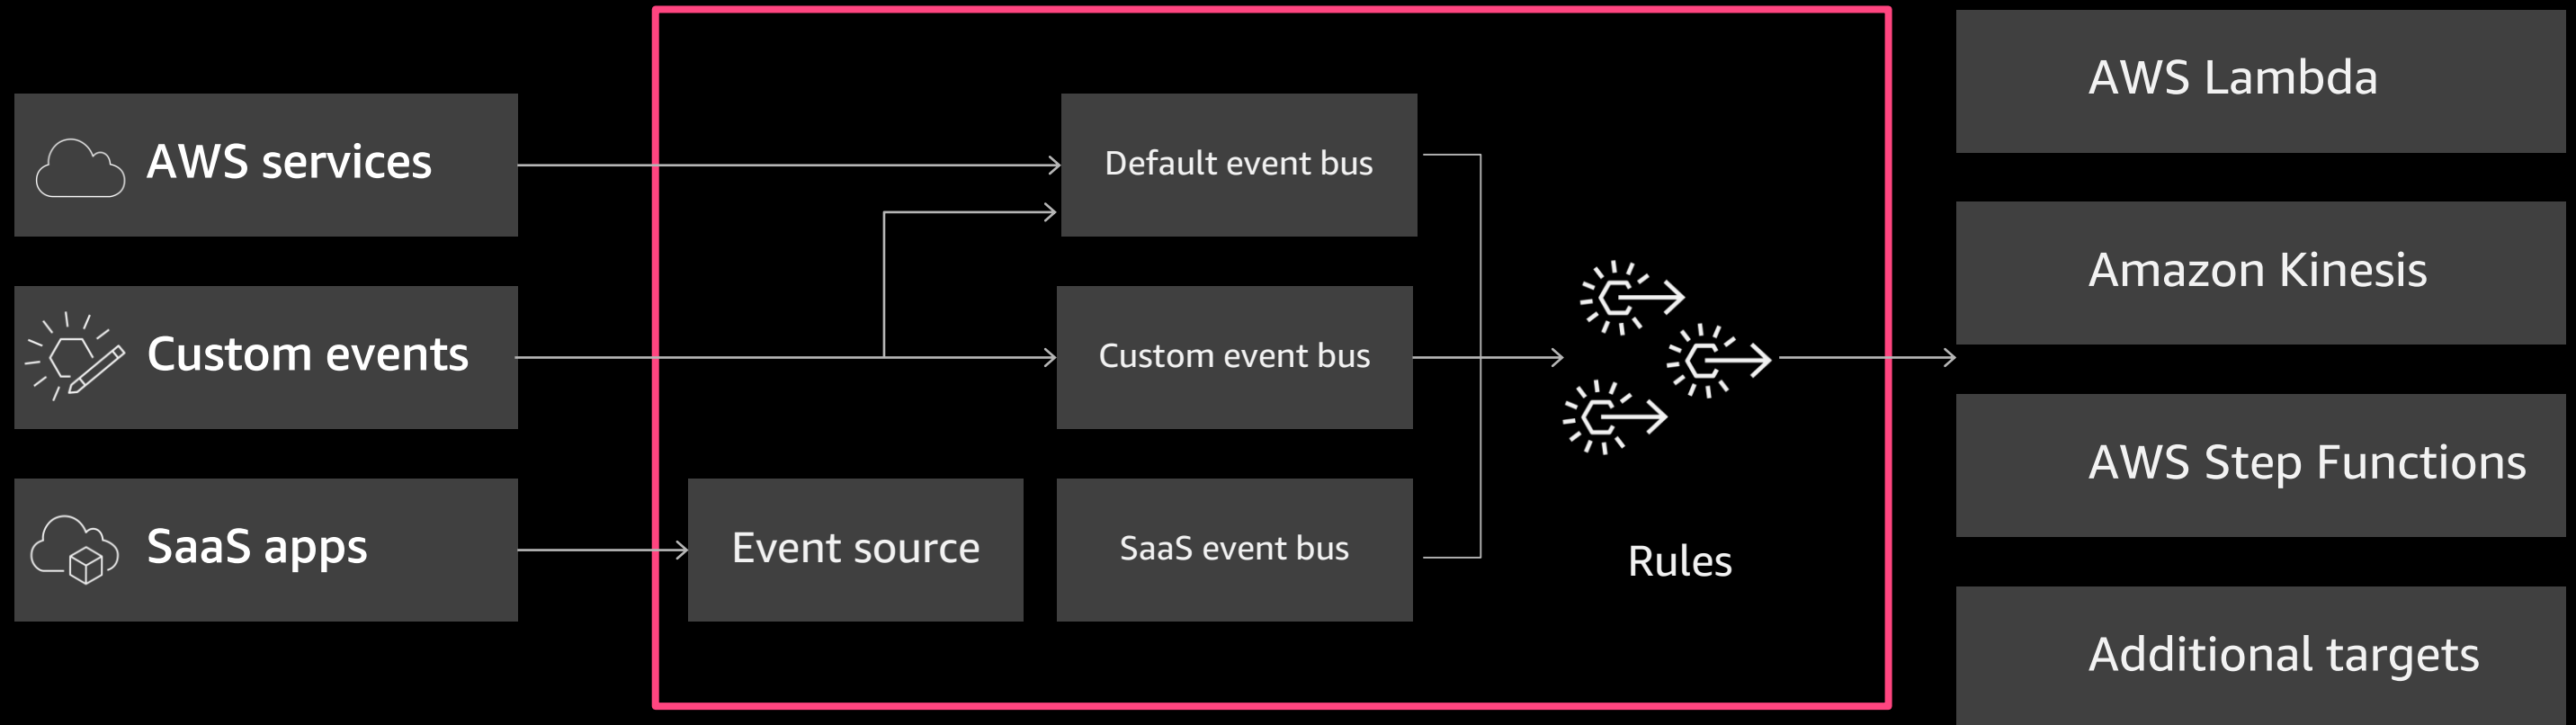 AWS services
Custom events
SaaS apps
Event source
Default event bus
Custom event bus
SaaS event bus
Rules
AWS Lambda
Amazon Kinesis
AWS Step Functions
Additional targets